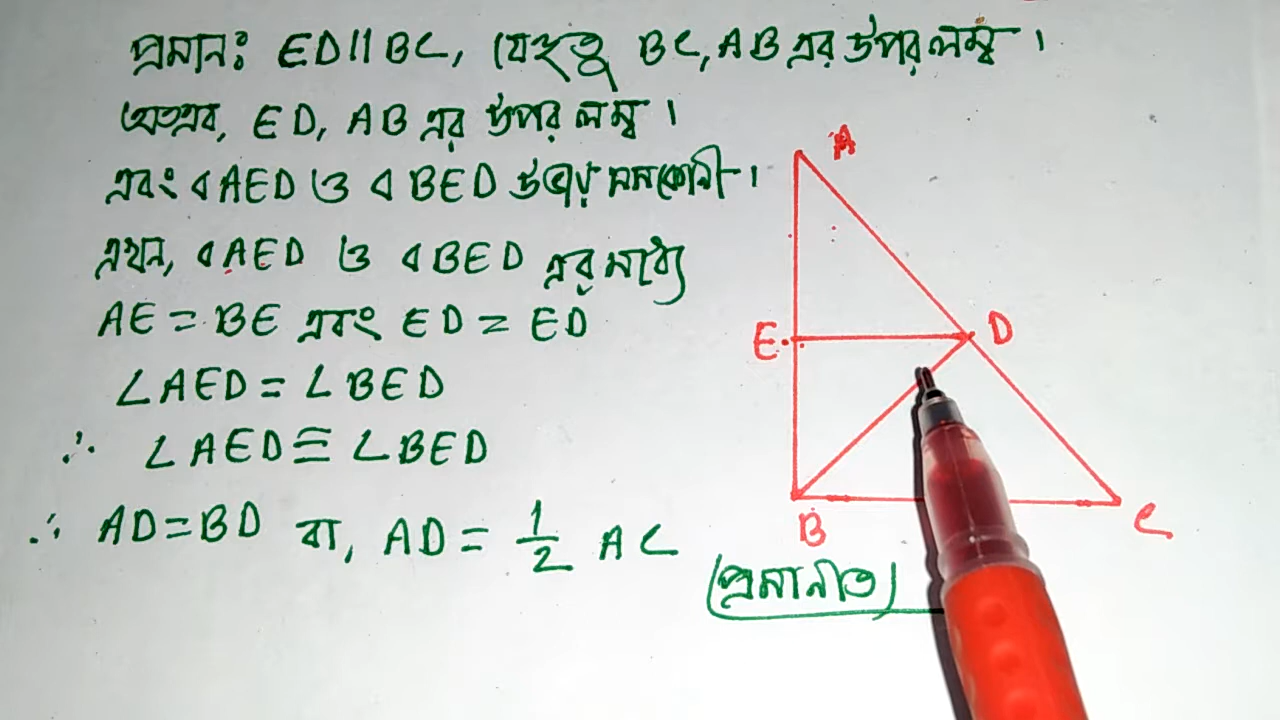 প্রমান: ED || BC, যেহেতু BC, AB এর উপর লম্ব ।
অতএব, ED, AB এর উপর লম্ব ।
এবং ⊲ AED ও ⊲ BED উভয় সমকোনী ।
এখন, ⊲ AED ও ⊲ BED এর মধ্যে
AE = BE এবং ED = ED
∠AED = ∠BED
∴ ∠AED ≅ ∠BED
∴ AD = BD বা, AD = 1/2 AC
(প্রমানীত)
A
E
D
B
C